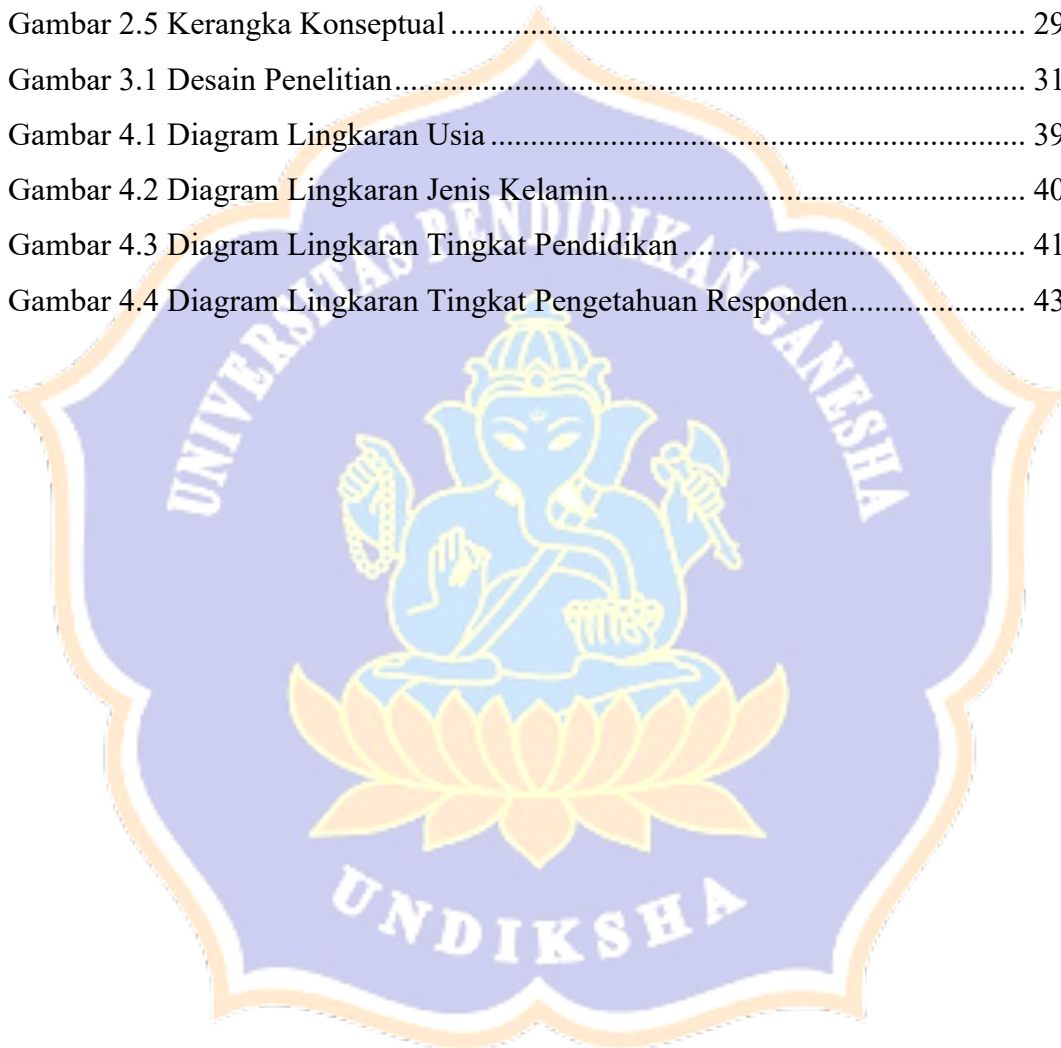 Gambar 2.5 Kerangka Konseptual ........................................................................... 29
Gambar 3.1 Desain Penelitian.................................................................................. 31
Gambar 4.1 Diagram Lingkaran Usia ..................................................................... 39
Gambar 4.2 Diagram Lingkaran Jenis Kelamin....................................................... 40
Gambar 4.3 Diagram Lingkaran Tingkat Pendidikan ............................................. 41
Gambar 4.4 Diagram Lingkaran Tingkat Pengetahuan Responden....................... 43
UNIVERSITAS PENDIDIKAN GANESHA
UNDIKSHA